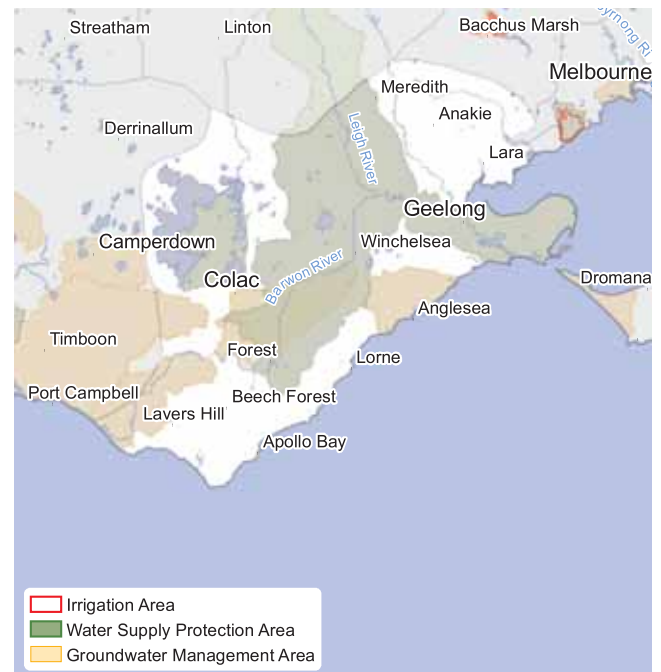 Streatham
Linton
Bacchus Marsh
Melbourne
Meredith
Anakie
Derrinallum
Leigh River
Lara
Geelong
Camperdown
Winchelsea
Colac
Barwon River
Dromana
Anglesea
Timboon
Forest
Lorne
Port Campbell
Beech Forest
Lavers Hill
Apollo Bay
Irrigation Area
Water Supply Protection Area
Groundwater Management Area